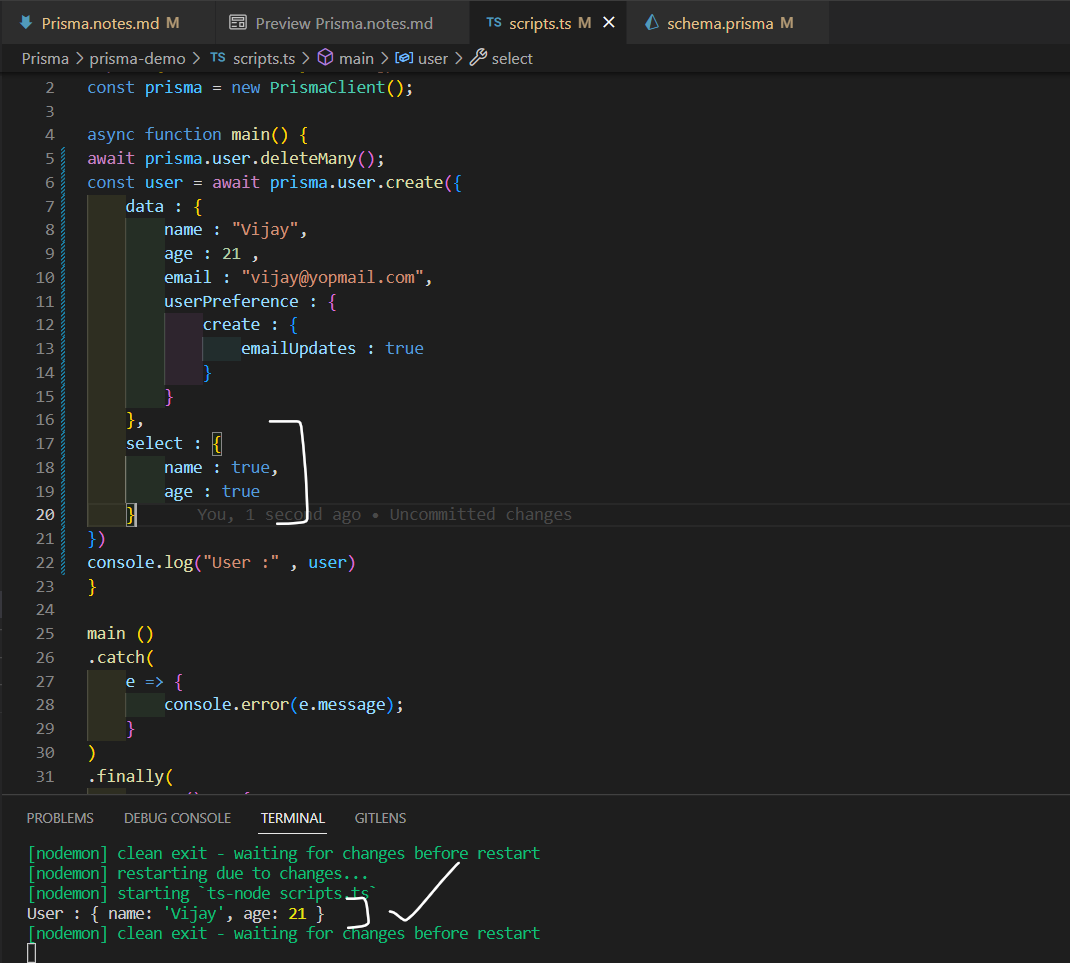 Prisma.notes.md M
Preview Prisma.notes.md
TS scripts.ts M
schema.prisma M
Prisma > prisma-demo > TS scripts.ts > main > user > select
2 const prisma = new PrismaClient();
3
4 async function main() {
5 await prisma.user.deleteMany();
6 const user = await prisma.user.create({
7 data : {
8 name : "Vijay",
9 age : 21 ,
10 email : "vijay@yopmail.com",
11 userPreference : {
12 create : {
13 emailUpdates : true
14 }
15 }
16 },
17 select : {
18 name : true,
19 age : true
20 } You, 1 second ago • Uncommitted changes
21 })
22 console.log("User :" , user)
23 }
24
25 main ()
26 .catch(
27 e => {
28 console.error(e.message);
29 }
30 )
31 .finally(
PROBLEMS DEBUG CONSOLE TERMINAL GITLENS
[nodemon] clean exit - waiting for changes before restart
[nodemon] restarting due to changes...
[nodemon] starting `ts-node scripts.ts`
User : { name: 'Vijay', age: 21 }
[nodemon] clean exit - waiting for changes before restart